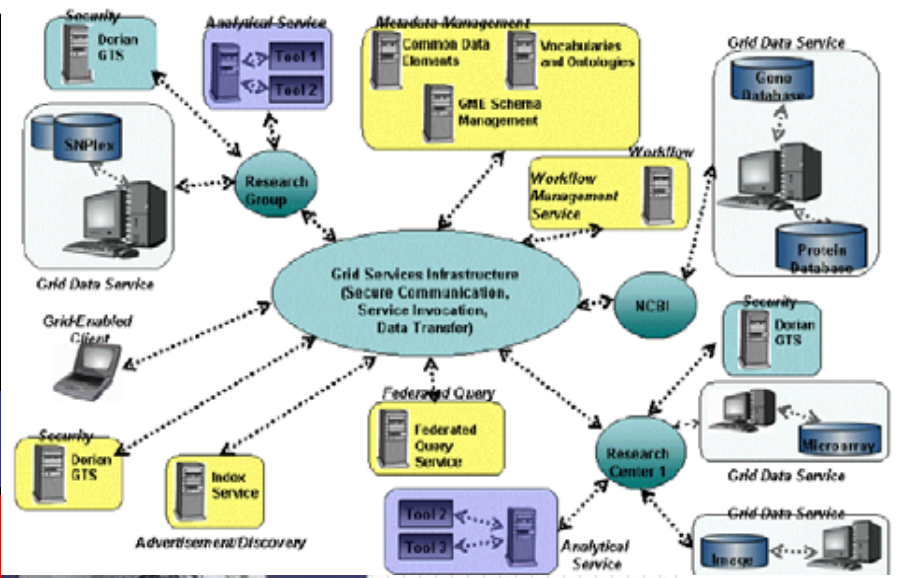 Security
Dorian
GTS
Analytical Service
Tool 1
Tool 2
Metadata Management
Common Data
Elements
Vocabularies
and Ontologies
GME Schema
Management
Grid Data Service
Gene
Database
Protein
Database
SNPlex
Grid Data Service
Research
Group
Workflow
Workflow
Management
Service
Grid Services Infrastructure
(Secure Communication,
Service Invocation,
Data Transfer)
NCBI
Grid-Enabled
Client
Security
Dorian
GTS
Federated Query
Federated
Query
Service
Security
Dorian
GTS
Index
Service
Advertisement/Discovery
Research
Center 1
Microarray
Grid Data Service
Tool 2
Tool 3
Analytical
Service
Grid Data Service
Image